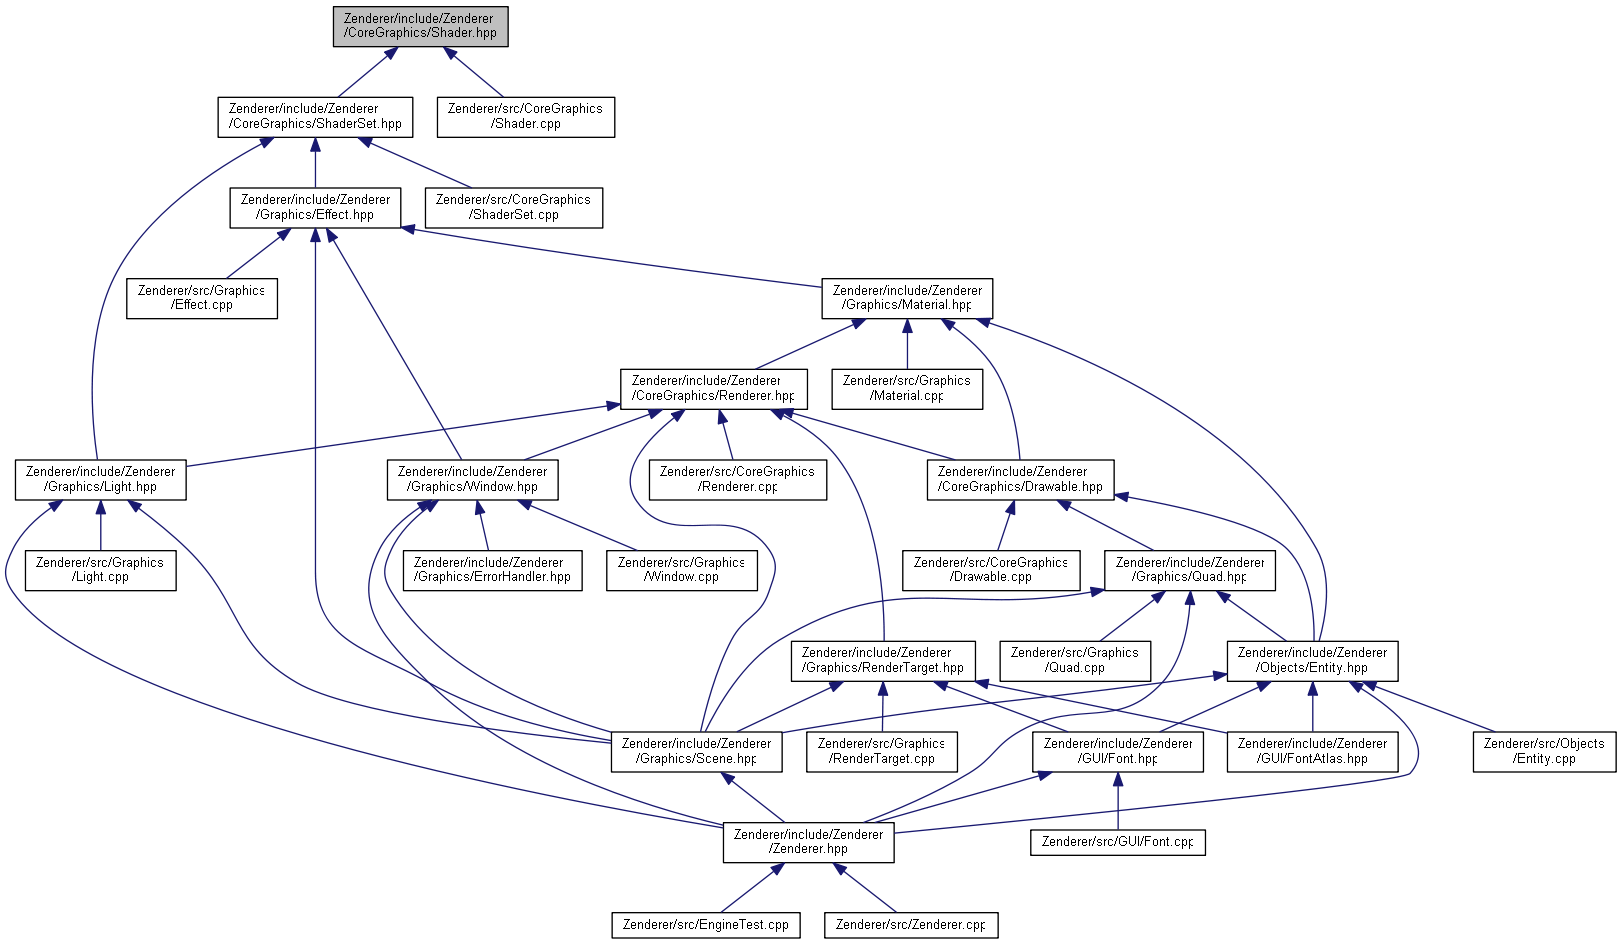 Zenderer/include/Zenderer
/CoreGraphics/Shader.hpp
Zenderer/include/Zenderer
/CoreGraphics/ShaderSet.hpp
Zenderer/src/CoreGraphics
/Shader.cpp
Zenderer/include/Zenderer
/Graphics/Effect.hpp
Zenderer/src/CoreGraphics
/ShaderSet.cpp
Zenderer/src/Graphics
/Effect.cpp
Zenderer/include/Zenderer
/Graphics/Material.hpp
Zenderer/include/Zenderer
/CoreGraphics/Renderer.hpp
Zenderer/src/Graphics
/Material.cpp
Zenderer/include/Zenderer
/Graphics/Light.hpp
Zenderer/include/Zenderer
/Graphics/Window.hpp
Zenderer/src/CoreGraphics
/Renderer.cpp
Zenderer/include/Zenderer
/CoreGraphics/Drawable.hpp
Zenderer/src/Graphics
/Light.cpp
Zenderer/include/Zenderer
/Graphics/ErrorHandler.hpp
Zenderer/src/Graphics
/Window.cpp
Zenderer/src/CoreGraphics
/Drawable.cpp
Zenderer/include/Zenderer
/Graphics/Quad.hpp
Zenderer/include/Zenderer
/Graphics/RenderTarget.hpp
Zenderer/src/Graphics
/Quad.cpp
Zenderer/include/Zenderer
/Objects/Entity.hpp
Zenderer/include/Zenderer
/Graphics/Scene.hpp
Zenderer/src/Graphics
/RenderTarget.cpp
Zenderer/include/Zenderer
/GUI/Font.hpp
Zenderer/include/Zenderer
/GUI/FontAtlas.hpp
Zenderer/src/Objects
/Entity.cpp
Zenderer/include/Zenderer
/Zenderer.hpp
Zenderer/src/GUI/Font.cpp
Zenderer/src/EngineTest.cpp
Zenderer/src/Zenderer.cpp